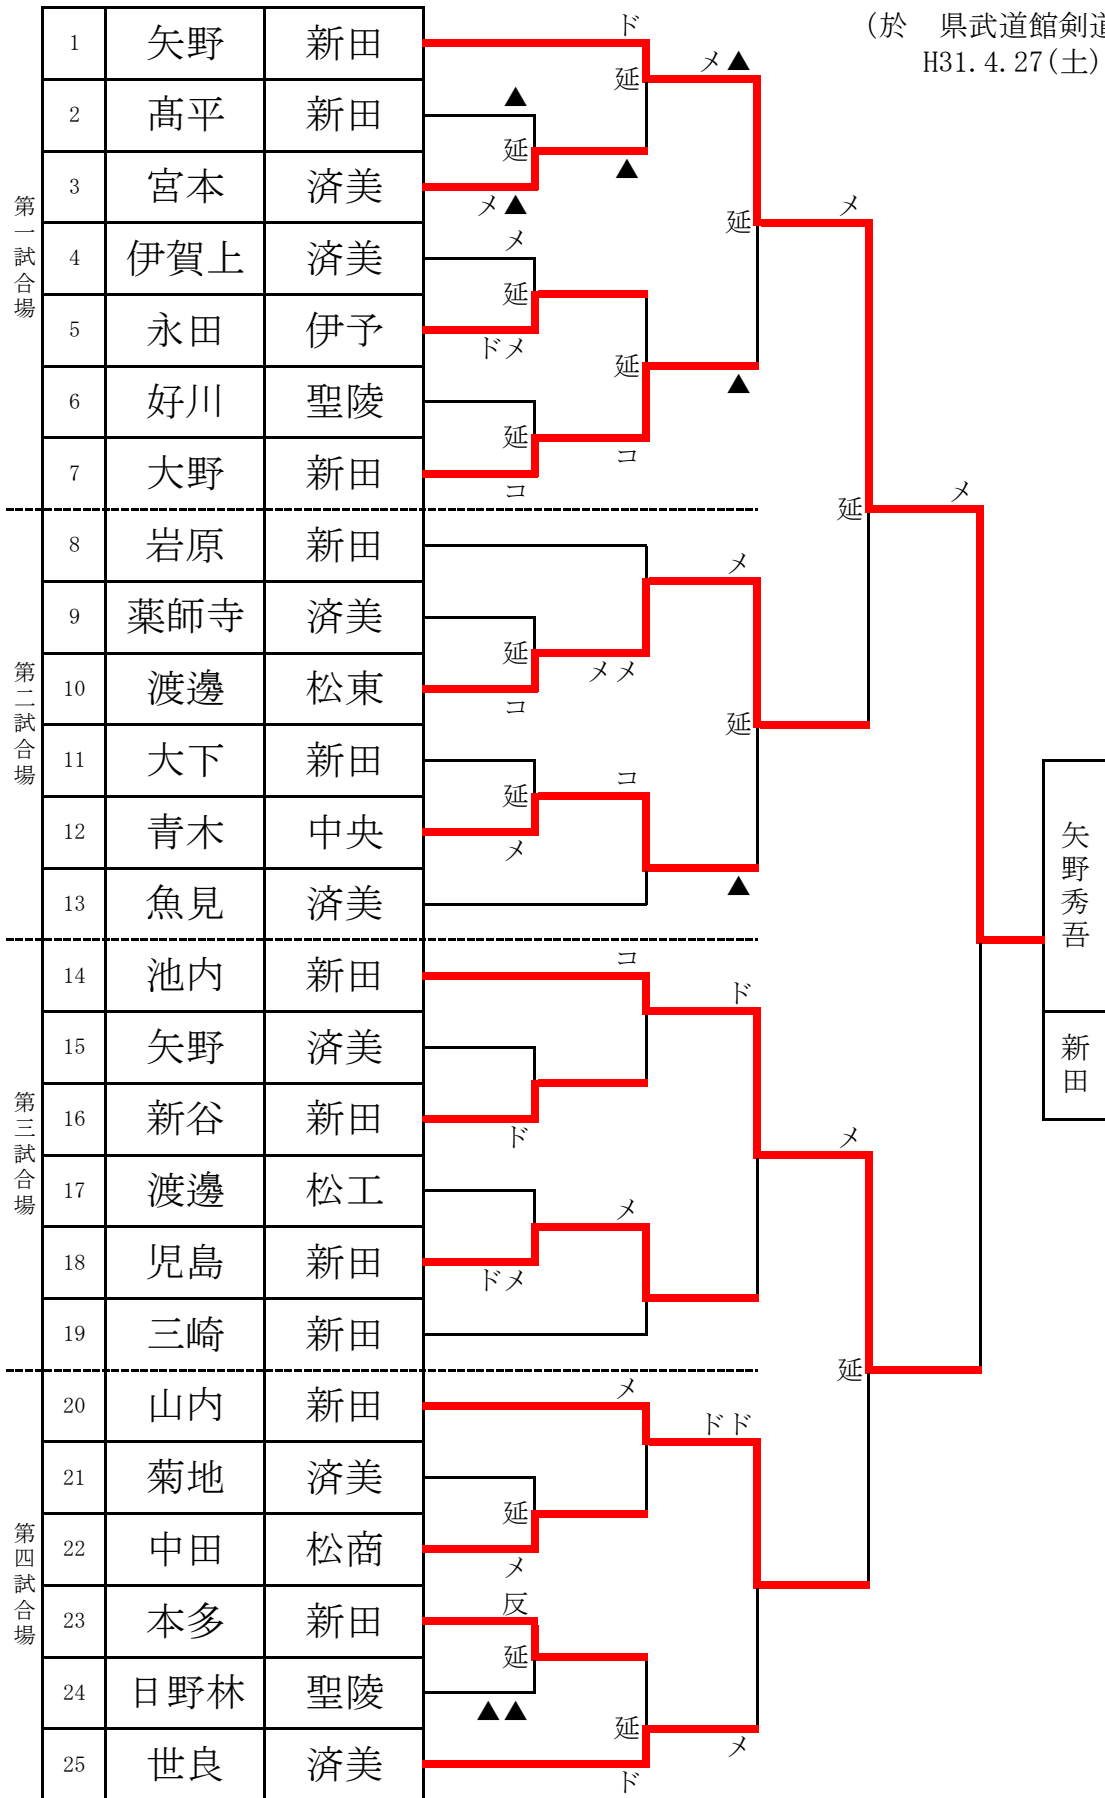 (於　県武道館剣道
H31.4.27(土)
第一試合場
1 矢野 新田
2 髙平 新田
3 宮本 済美
4 伊賀上 済美
5 永田 伊予
6 好川 聖陵
7 大野 新田
第二試合場
8 岩原 新田
9 薬師寺 済美
10 渡邊 松東
11 大下 新田
12 青木 中央
13 魚見 済美
第三試合場
14 池内 新田
15 矢野 済美
16 新谷 新田
17 渡邊 松工
18 児島 新田
19 三崎 新田
第四試合場
20 山内 新田
21 菊地 済美
22 中田 松商
23 本多 新田
24 日野林 聖陵
25 世良 済美
▲
延
メ▲
メ
延
ドメ
延
コ
延
コ
延
メ
ド
ドメ
延
メ
反
延
▲▲
ド
延
▲
延
コ
メメ
コ
コ
メ
メ
延
ド
メ▲
延
▲
メ
延
▲
ド
ドド
メ
メ
延
メ
延
メ
矢野秀吾
新田